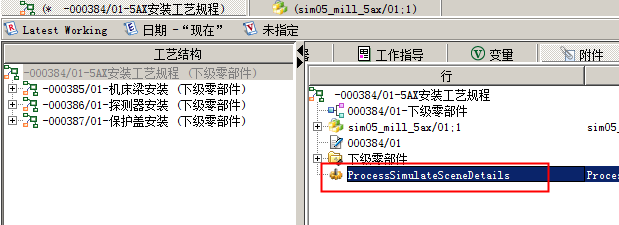 (* -000384/01-5AX安装工艺规程) (sim05_mill_5ax/01;1)
Latest Working 日期 -“现在” 未指定
工艺结构
-000384/01-5AX安装工艺规程 (下级零部件)
-000385/01-机床梁安装 (下级零部件)
-000386/01-探测器安装 (下级零部件)
-000387/01-保护盖安装 (下级零部件)
工作指导 变量 附件
行
-000384/01-5AX安装工艺规程
000384/01-下级零部件
sim05_mill_5ax/01;1 sim05
000384/01
下级零部件
ProcessSimulateSceneDetails Proces